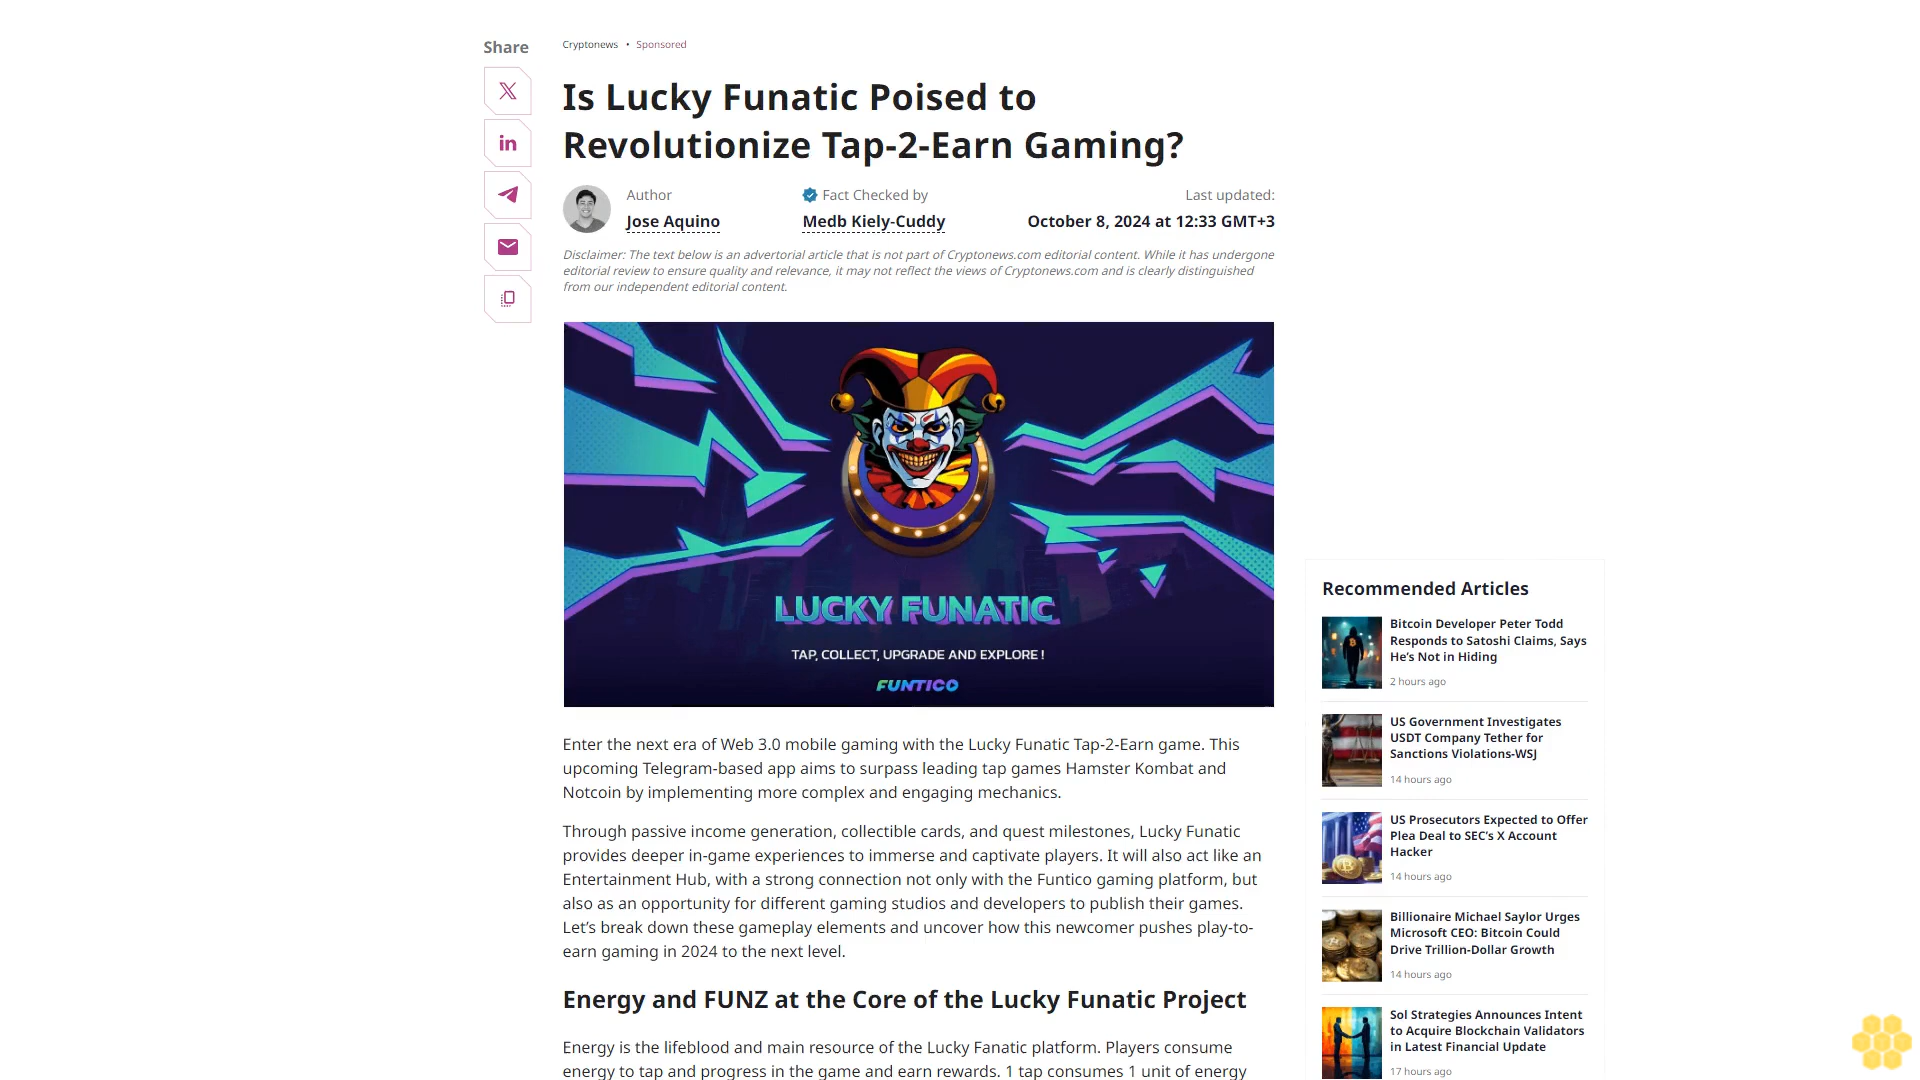 Share
Cryptonews • Sponsored
Is Lucky Funatic Poised to
Revolutionize Tap-2-Earn Gaming?
Author
Jose Aquino
Fact Checked by
Medb Kiely-Cuddy
Last updated:
October 8, 2024 at 12:33 GMT+3
Disclaimer: The text below is an advertorial article that is not part of Cryptonews.com editorial content. While it has undergone
editorial review to ensure quality and relevance, it may not reflect the views of Cryptonews.com and is clearly distinguished
from our independent editorial content.
LUCKY FUNATIC
TAP, COLLECT, UPGRADE AND EXPLORE !
FUNTICO
Enter the next era of Web 3.0 mobile gaming with the Lucky Funatic Tap-2-Earn game. This
upcoming Telegram-based app aims to surpass leading tap games Hamster Kombat and
Notcoin by implementing more complex and engaging mechanics.
Through passive income generation, collectible cards, and quest milestones, Lucky Funatic
provides deeper in-game experiences to immerse and captivate players. It will also act like an
Entertainment Hub, with a strong connection not only with the Funtico gaming platform, but
also as an opportunity for different gaming studios and developers to publish their games.
Let’s break down these gameplay elements and uncover how this newcomer pushes play-to-
earn gaming in 2024 to the next level.
Energy and FUNZ at the Core of the Lucky Funatic Project
Energy is the lifeblood and main resource of the Lucky Fanatic platform. Players consume
energy to tap and progress in the game and earn rewards. 1 tap consumes 1 unit of energy
Recommended Articles
Bitcoin Developer Peter Todd
Responds to Satoshi Claims, Says
He’s Not in Hiding
2 hours ago
US Government Investigates
USDT Company Tether for
Sanctions Violations-WSJ
14 hours ago
US Prosecutors Expected to Offer
Plea Deal to SEC’s X Account
Hacker
14 hours ago
Billionaire Michael Saylor Urges
Microsoft CEO: Bitcoin Could
Drive Trillion-Dollar Growth
14 hours ago
Sol Strategies Announces Intent
to Acquire Blockchain Validators
in Latest Financial Update
17 hours ago